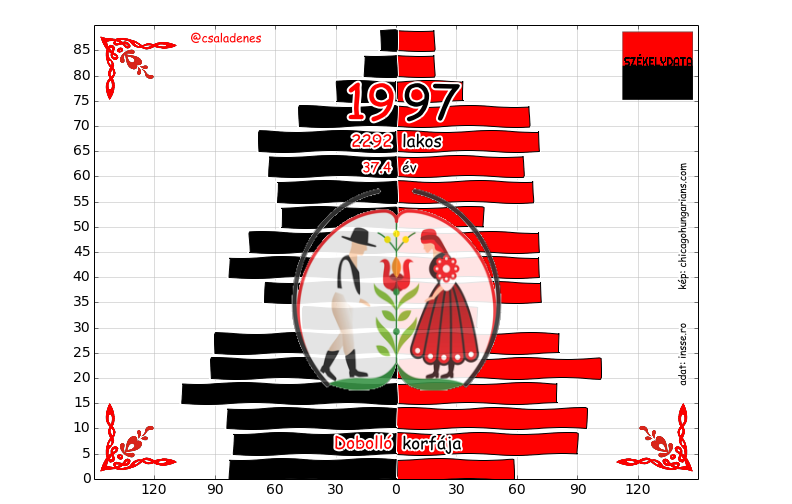 @csaladenes
SZÉKELYDATA
1997
2292 lakos
37.4 év
kép: chicagohungarians.com
adat: insse.ro
Dobolló korfája
85
80
75
70
65
60
55
50
45
40
35
30
25
20
15
10
5
0
120 90 60 30 0 30 60 90 120